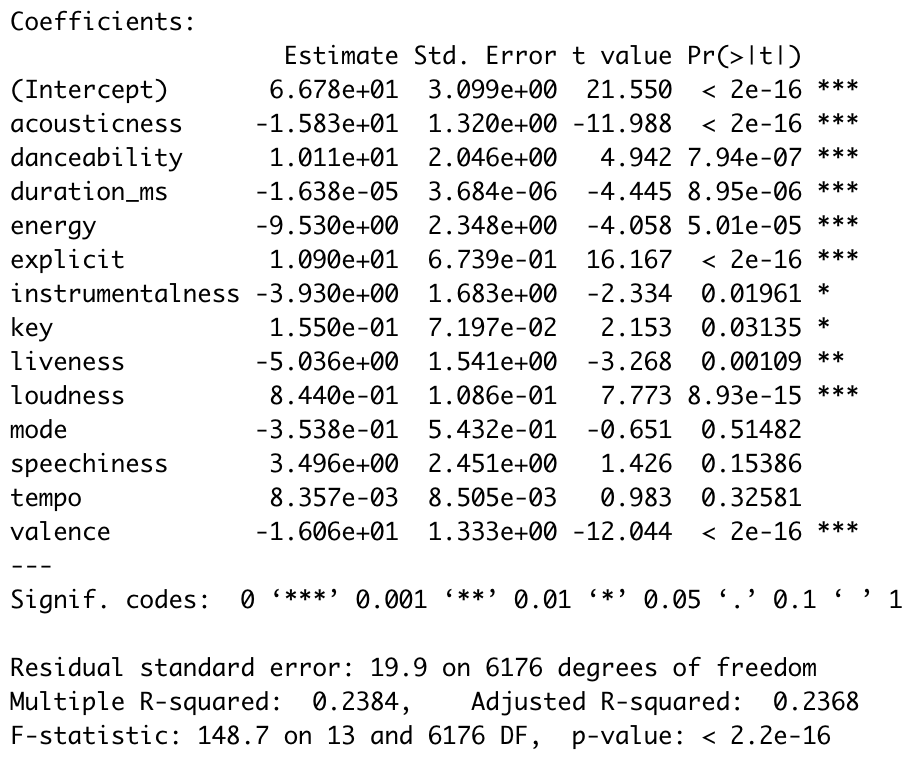 Coefficients:
Estimate Std. Error t value Pr(>|t|)
(Intercept) 6.678e+01 3.099e+00 21.550 < 2e-16 ***
acousticness -1.583e+01 1.320e+00 -11.988 < 2e-16 ***
danceability 1.011e+01 2.046e+00 4.942 7.94e-07 ***
duration_ms -1.638e-05 3.684e-06 -4.445 8.95e-06 ***
energy -9.530e+00 2.348e+00 -4.058 5.01e-05 ***
explicit 1.090e+01 6.739e-01 16.167 < 2e-16 ***
instrumentalness -3.930e+00 1.683e+00 -2.334 0.01961 *
key 1.550e-01 7.197e-02 2.153 0.03135 *
liveness -5.036e+00 1.541e+00 -3.268 0.00109 **
loudness 8.440e-01 1.086e-01 7.773 8.93e-15 ***
mode -3.538e-01 5.432e-01 -0.651 0.51482
speechiness 3.496e+00 2.451e+00 1.426 0.15386
tempo 8.357e-03 8.505e-03 0.983 0.32581
valence -1.606e+01 1.333e+00 -12.044 < 2e-16 ***
---
Signif. codes: 0 ‘***’ 0.001 ‘**’ 0.01 ‘*’ 0.05 ‘.’ 0.1 ‘ ’ 1
Residual standard error: 19.9 on 6176 degrees of freedom
Multiple R-squared: 0.2384, Adjusted R-squared: 0.2368
F-statistic: 148.7 on 13 and 6176 DF, p-value: < 2.2e-16